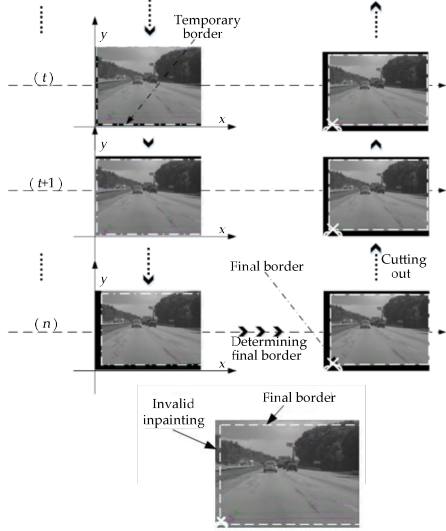 Temporary
border
y
(t)
x
y
(t+1)
x
Final border
Cutting
out
y
(n)
Determining
final border
x
Final border
Invalid
inpainting